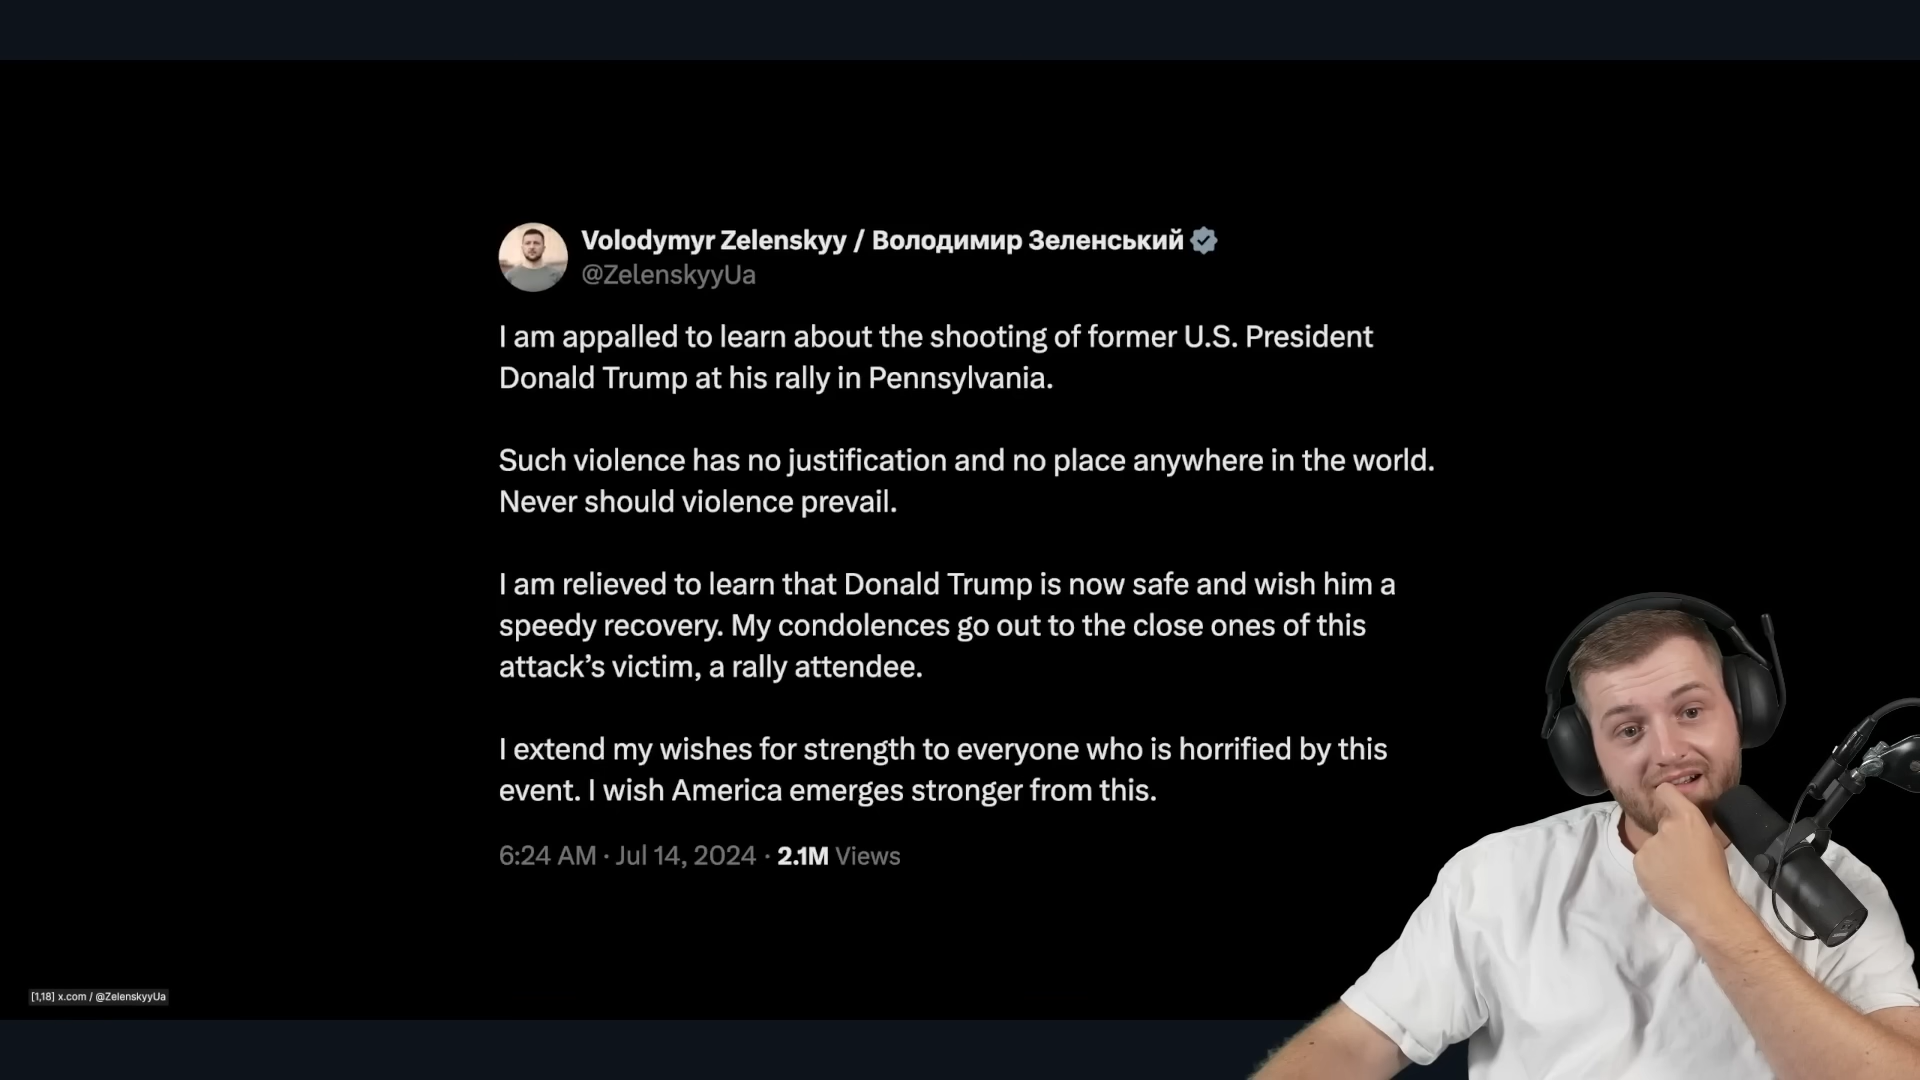 Volodymyr Zelenskyy / Володимир Зеленський
@ZelenskyyUa
I am appalled to learn about the shooting of former U.S. President
Donald Trump at his rally in Pennsylvania.
Such violence has no justification and no place anywhere in the world.
Never should violence prevail.
I am relieved to learn that Donald Trump is now safe and wish him a
speedy recovery. My condolences go out to the close ones of this
attack’s victim, a rally attendee.
I extend my wishes for strength to everyone who is horrified by this
event. I wish America emerges stronger from this.
6:24 AM · Jul 14, 2024 · 2.1M Views
[1,18] x.com / @ZelenskyyUa